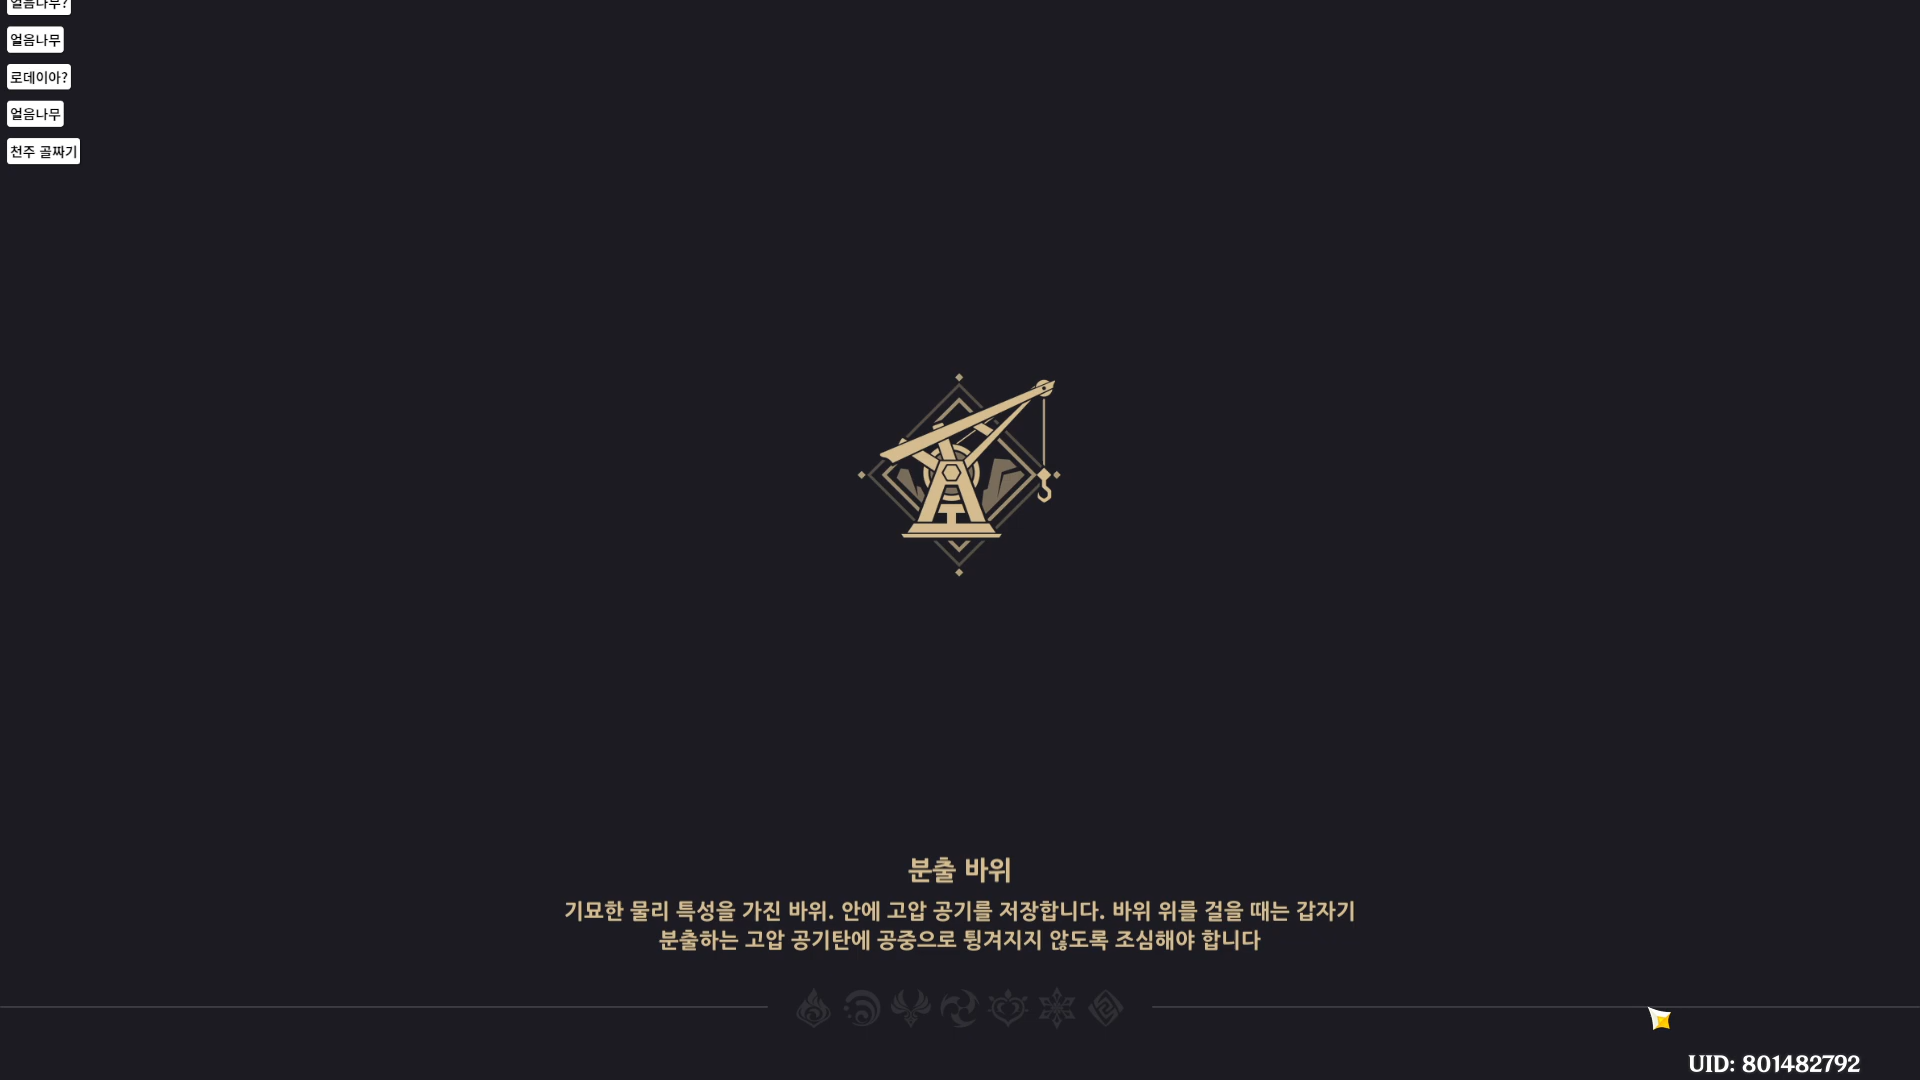 얼음나무?
얼음나무
로데이아?
얼음나무
천주 골짜기
분출 바위
기묘한 물리 특성을 가진 바위. 안에 고압 공기를 저장합니다. 바위 위를 걸을 때는 갑자기
분출하는 고압 공기탄에 공중으로 튕겨지지 않도록 조심해야 합니다
UID: 801482792